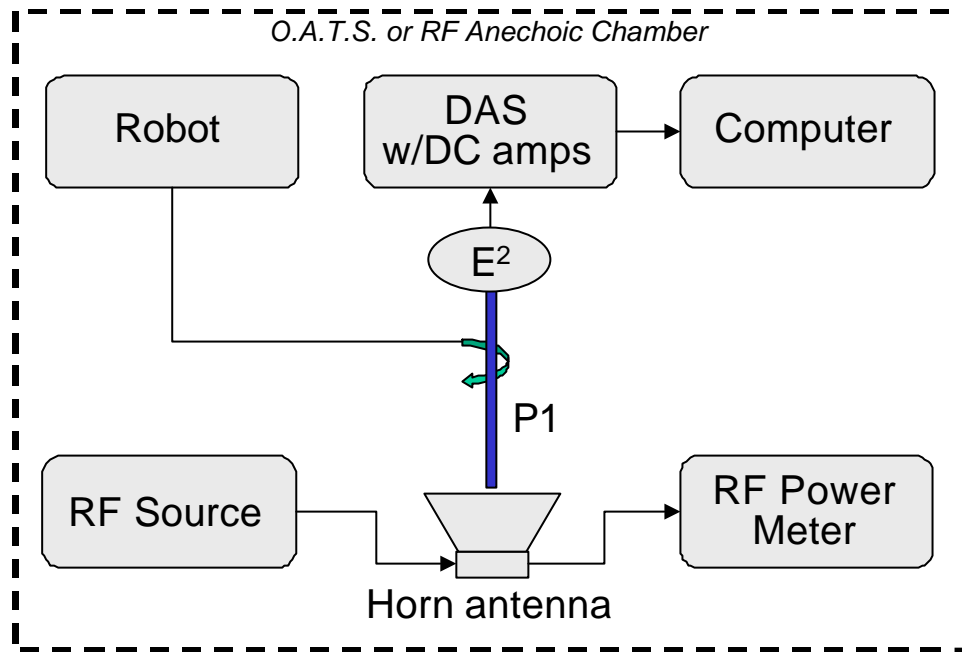 O.A.T.S. or RF Anechoic Chamber
Robot
DAS
w/DC amps
Computer
E²
P1
RF Source
RF Power
Meter
Horn antenna